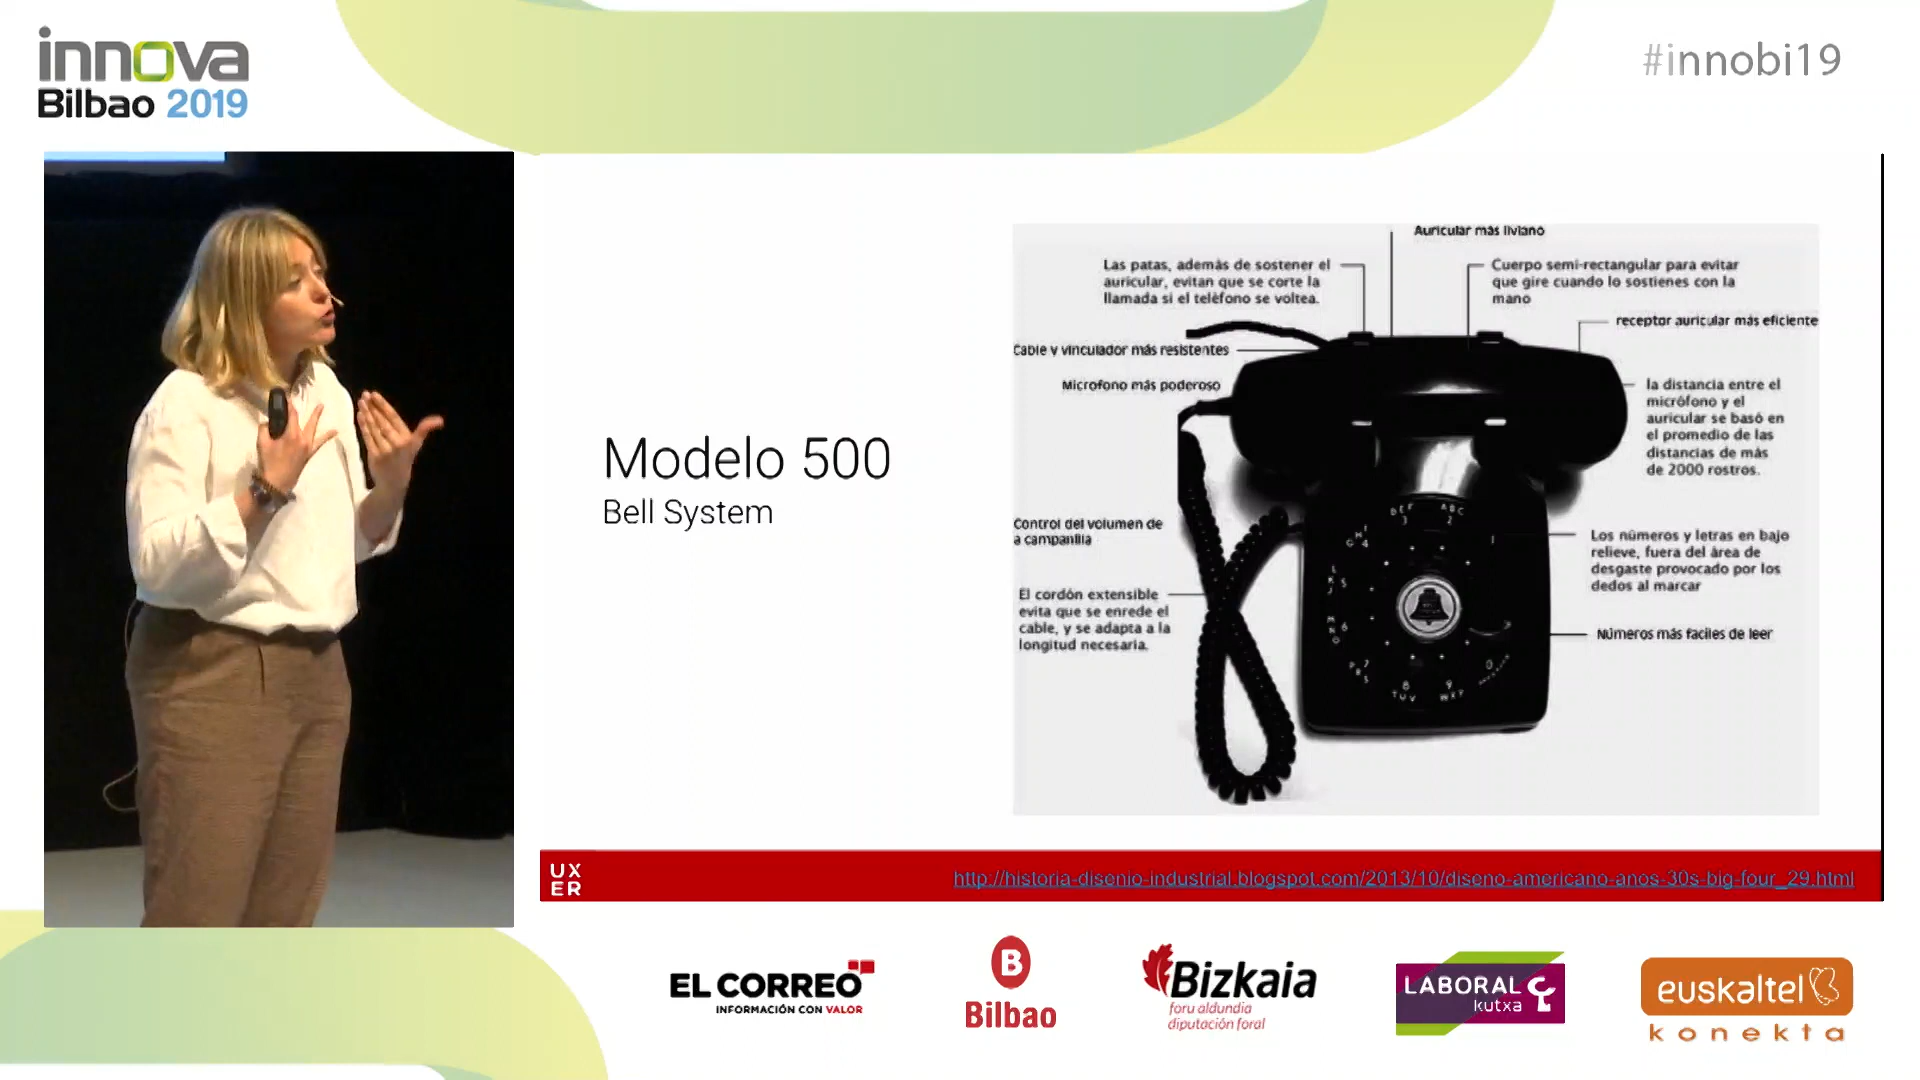 innova
Bilbao 2019
#innobi19
Modelo 500
Bell System
Auricular más liviano
Las patas, además de sostener el
auricular, evitan que se corte la
llamada si el teléfono se voltea.
Cuerpo semi-rectangular para evitar
que gire cuando lo sostienes con la
mano
receptor auricular más eficiente
Cable y vinculador más resistentes
Microfono más poderoso
la distancia entre el
micrófono y el
auricular se basó en
el promedio de las
distancias de más
de 2000 rostros.
Control del volumen de
a campanilla
Los números y letras en bajo
relieve, fuera del área de
desgaste provocado por los
dedos al marcar
El cordón extensible
evita que se enrede el
cable, y se adapta a la
longitud necesaria.
Números más faciles de leer
UX
ER
http://historia-disenio-industrial.blogspot.com/2013/10/diseno-americano-anos-30s-big-four_29.html
EL CORREO
INFORMACIÓN CON VALOR
B
Bilbao
Bizkaia
foru aldundia
diputación foral
LABORAL
kutxa
euskaltel
konekta